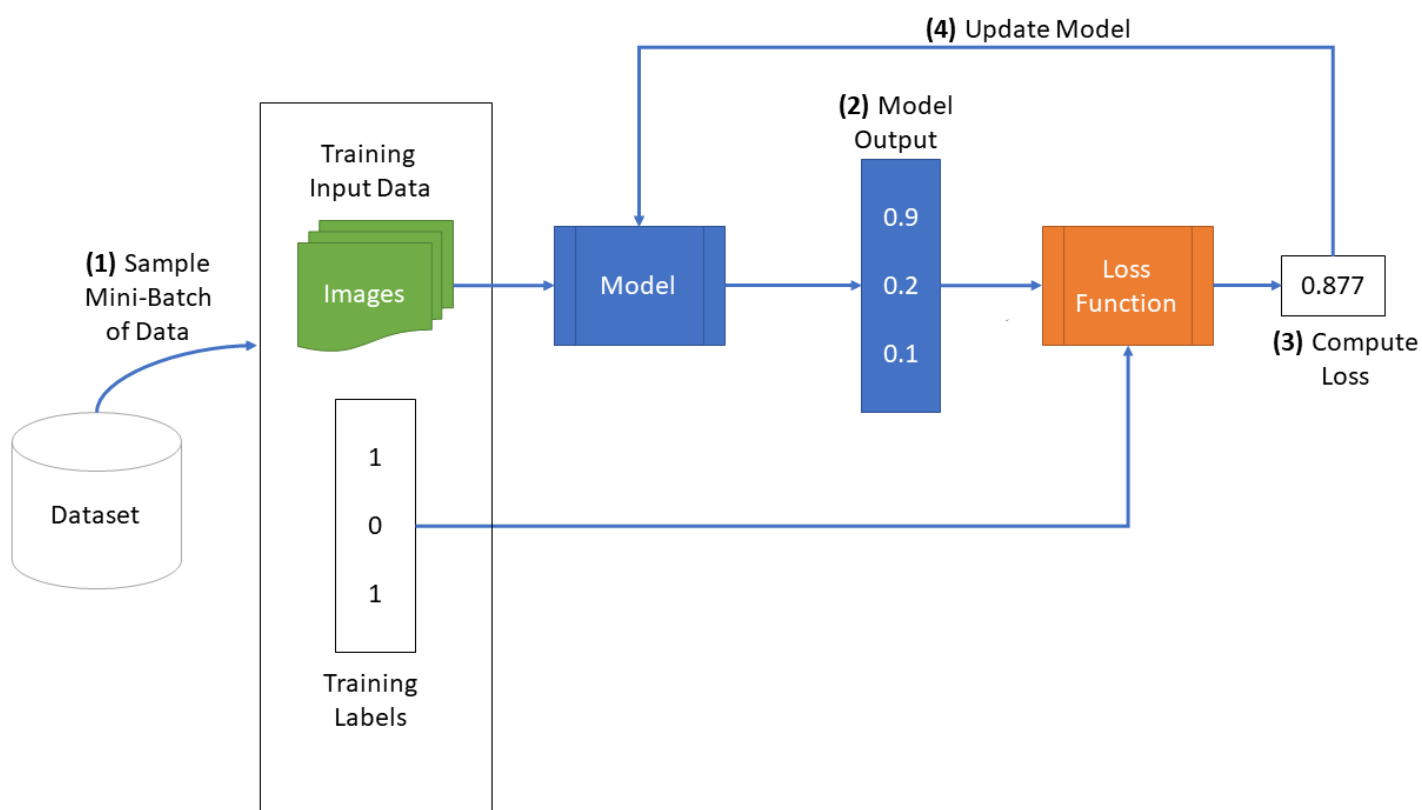 (4) Update Model
(2) Model
Output
Training
Input Data
(1) Sample
Mini-Batch
of Data
Images
Model
0.9
0.2
0.1
Loss
Function
0.877
(3) Compute
Loss
Dataset
1
0
1
Training
Labels